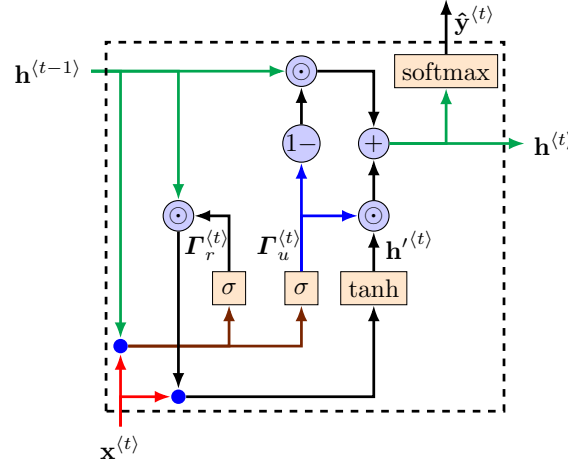 ŷ⟨t⟩
softmax
h⟨t−1⟩
⊙
1−
+
h⟨t⟩
⊙
⊙
Γr⟨t⟩
Γu⟨t⟩
h′⟨t⟩
σ
σ
tanh
x⟨t⟩